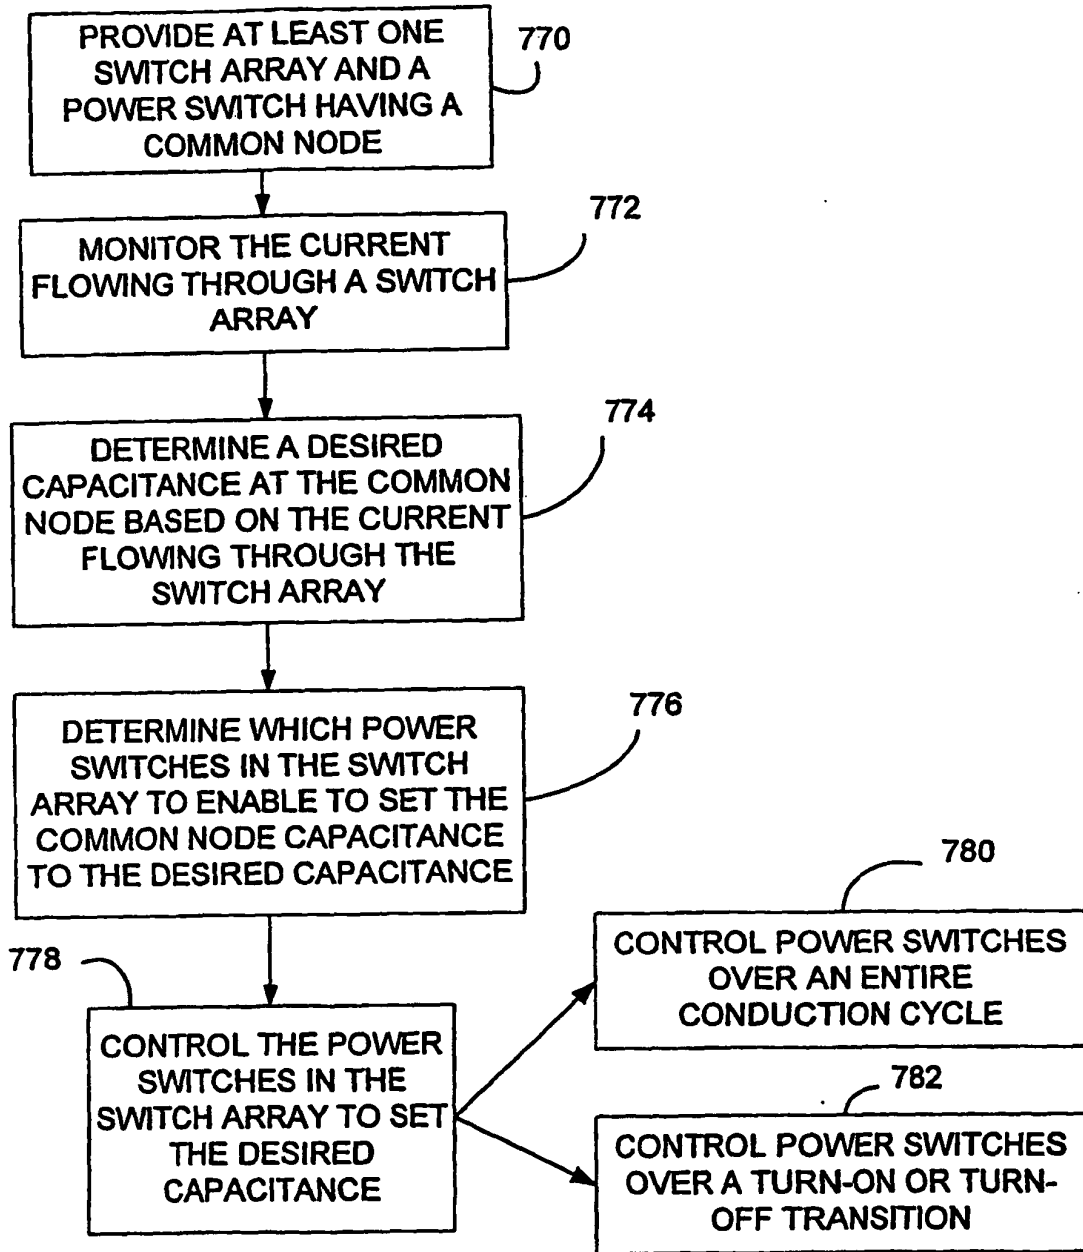 PROVIDE AT LEAST ONE
SWITCH ARRAY AND A
POWER SWITCH HAVING A
COMMON NODE
770
MONITOR THE CURRENT
FLOWING THROUGH A SWITCH
ARRAY
772
DETERMINE A DESIRED
CAPACITANCE AT THE COMMON
NODE BASED ON THE CURRENT
FLOWING THROUGH THE
SWITCH ARRAY
774
DETERMINE WHICH POWER
SWITCHES IN THE SWITCH
ARRAY TO ENABLE TO SET THE
COMMON NODE CAPACITANCE
TO THE DESIRED CAPACITANCE
776
778
CONTROL THE POWER
SWITCHES IN THE
SWITCH ARRAY TO SET
THE DESIRED
CAPACITANCE
780
CONTROL POWER SWITCHES
OVER AN ENTIRE
CONDUCTION CYCLE
782
CONTROL POWER SWITCHES
OVER A TURN-ON OR TURN-
OFF TRANSITION